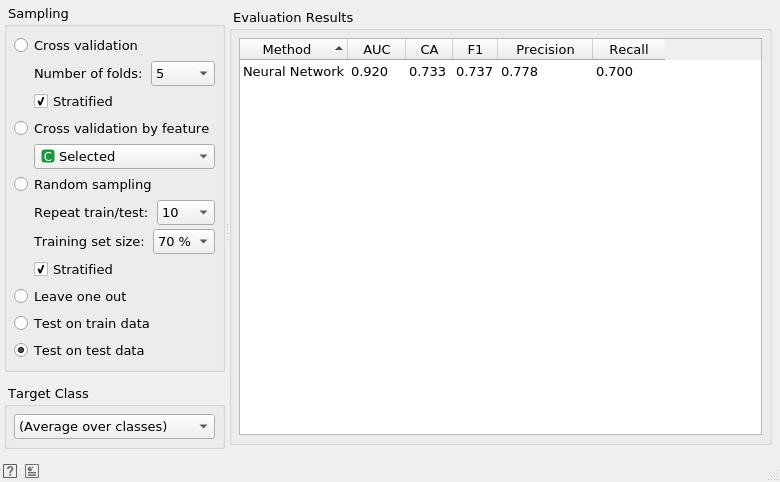 Sampling
Cross validation
Number of folds: 5
Stratified
Cross validation by feature
C Selected
Random sampling
Repeat train/test: 10
Training set size: 70 %
Stratified
Leave one out
Test on train data
Test on test data
Target Class
(Average over classes)
?
Evaluation Results
Method AUC CA F1 Precision Recall
Neural Network 0.920 0.733 0.737 0.778 0.700